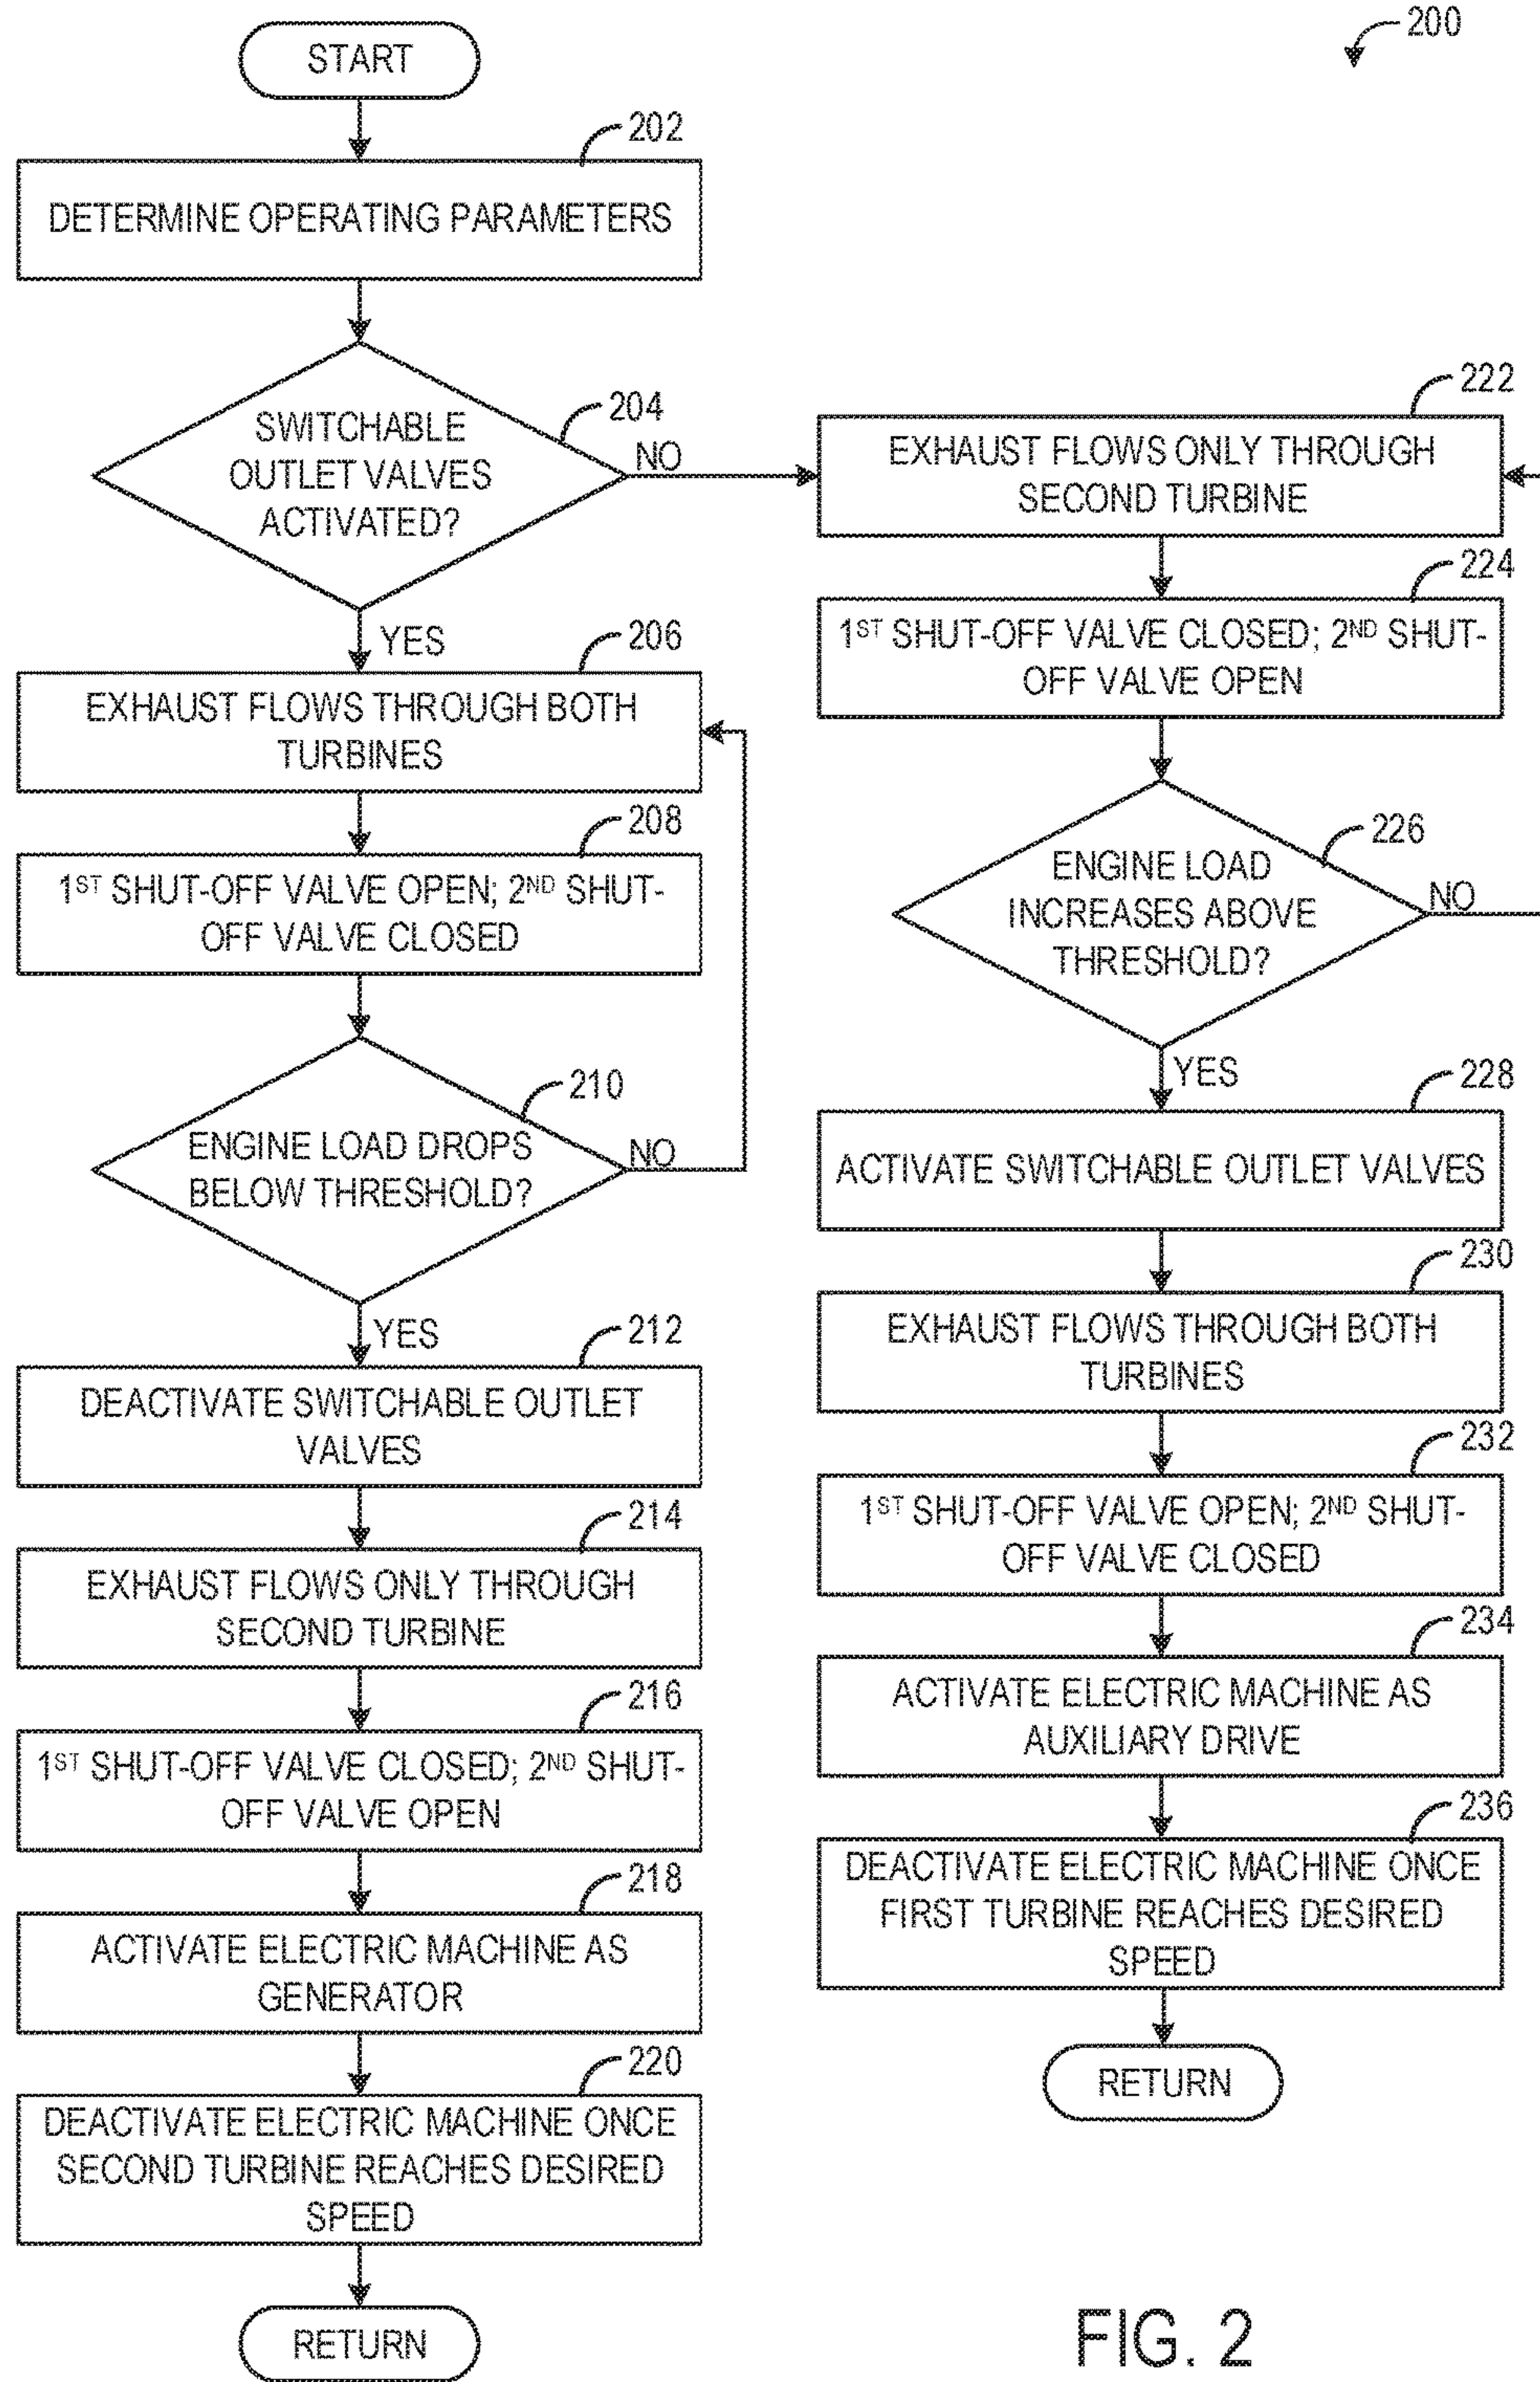 200
START
202
DETERMINE OPERATING PARAMETERS
204
SWITCHABLE
OUTLET VALVES
ACTIVATED?
NO
YES
206
EXHAUST FLOWS THROUGH BOTH
TURBINES
208
1ST SHUT-OFF VALVE OPEN; 2ND SHUT-
OFF VALVE CLOSED
210
ENGINE LOAD DROPS
BELOW THRESHOLD?
NO
YES
212
DEACTIVATE SWITCHABLE OUTLET
VALVES
214
EXHAUST FLOWS ONLY THROUGH
SECOND TURBINE
216
1ST SHUT-OFF VALVE CLOSED; 2ND SHUT-
OFF VALVE OPEN
218
ACTIVATE ELECTRIC MACHINE AS
GENERATOR
220
DEACTIVATE ELECTRIC MACHINE ONCE
SECOND TURBINE REACHES DESIRED
SPEED
RETURN
222
EXHAUST FLOWS ONLY THROUGH
SECOND TURBINE
224
1ST SHUT-OFF VALVE CLOSED; 2ND SHUT-
OFF VALVE OPEN
226
ENGINE LOAD
INCREASES ABOVE
THRESHOLD?
NO
YES
228
ACTIVATE SWITCHABLE OUTLET VALVES
230
EXHAUST FLOWS THROUGH BOTH
TURBINES
232
1ST SHUT-OFF VALVE OPEN; 2ND SHUT-
OFF VALVE CLOSED
234
ACTIVATE ELECTRIC MACHINE AS
AUXILIARY DRIVE
236
DEACTIVATE ELECTRIC MACHINE ONCE
FIRST TURBINE REACHES DESIRED
SPEED
RETURN
FIG. 2